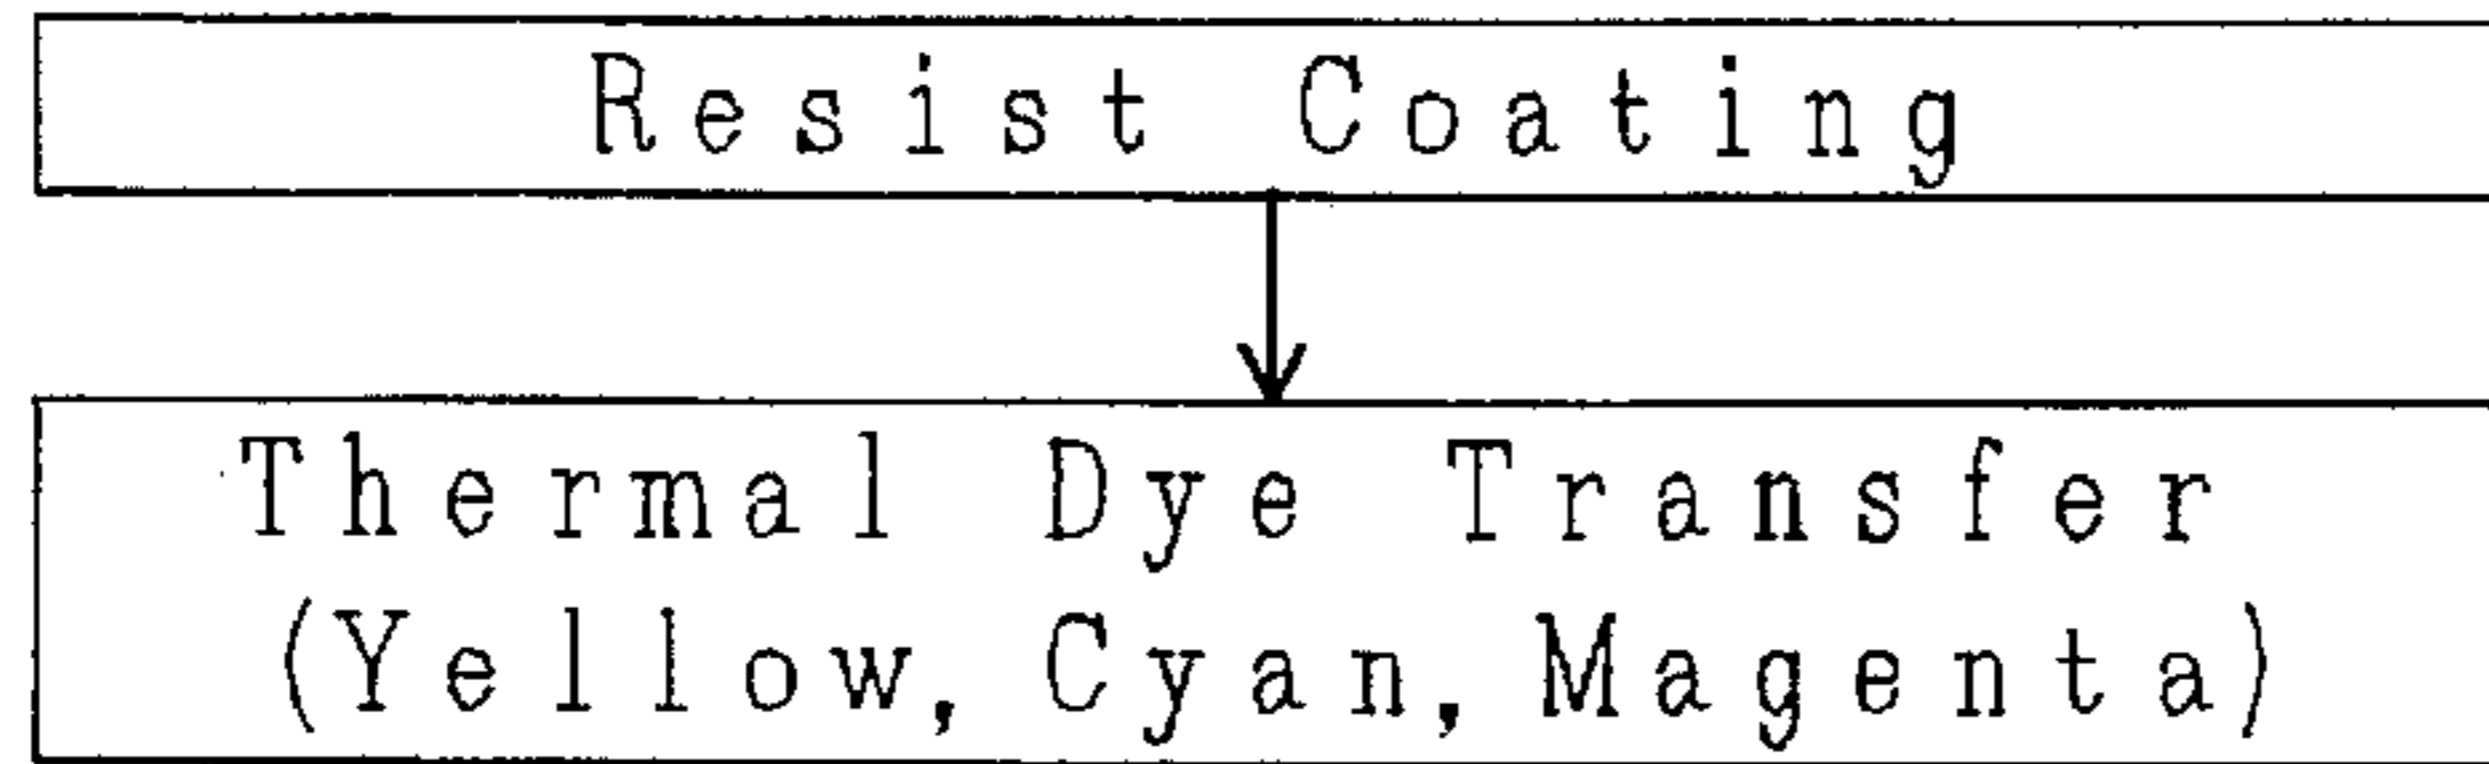 Resist Coating
Thermal Dye Transfer
(Yellow, Cyan, Magenta)